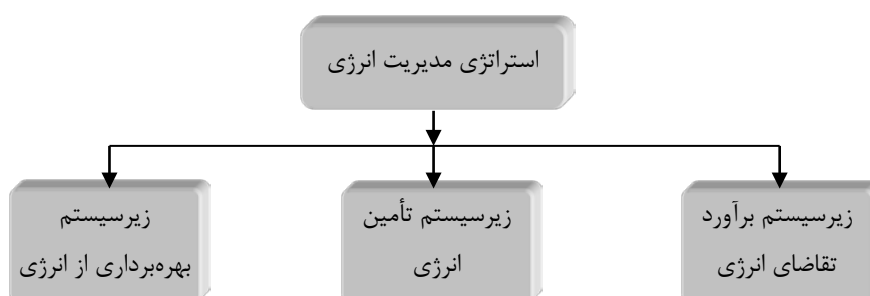 استراتژی مدیریت انرژی
زیرسیستم برآورد
تقاضای انرژی
زیرسیستم تأمین
انرژی
زیرسیستم
بهره‌برداری از انرژی